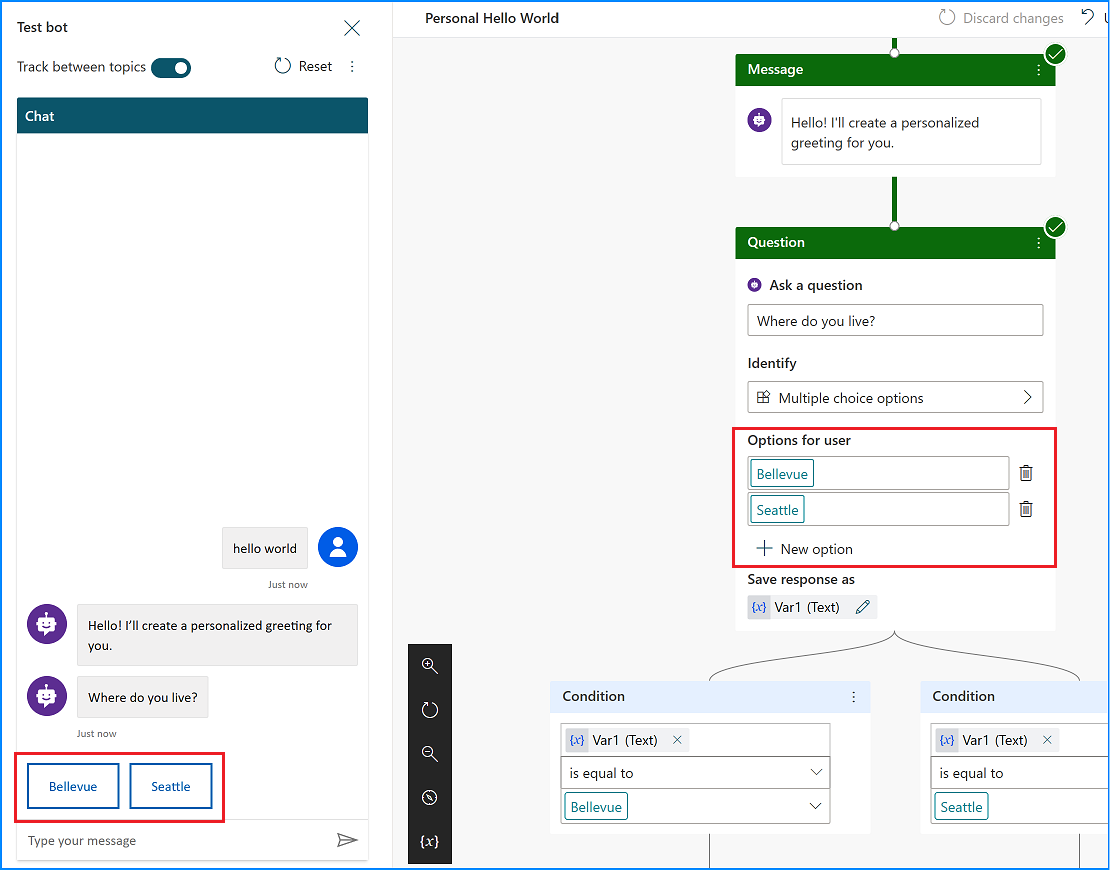 Test bot
Track between topics
Reset
Chat
hello world
Just now
Hello! I'll create a personalized greeting for
you.
Where do you live?
Just now
Bellevue
Seattle
Type your message
Personal Hello World
Discard changes
Message
Hello! I'll create a personalized
greeting for you.
Question
Ask a question
Where do you live?
Identify
Multiple choice options
Options for user
Bellevue
Seattle
New option
Save response as
{x} Var1 (Text)
{x}
Condition
{x} Var1 (Text)
is equal to
Bellevue
Condition
{x} Var1 (Text)
is equal to
Seattle